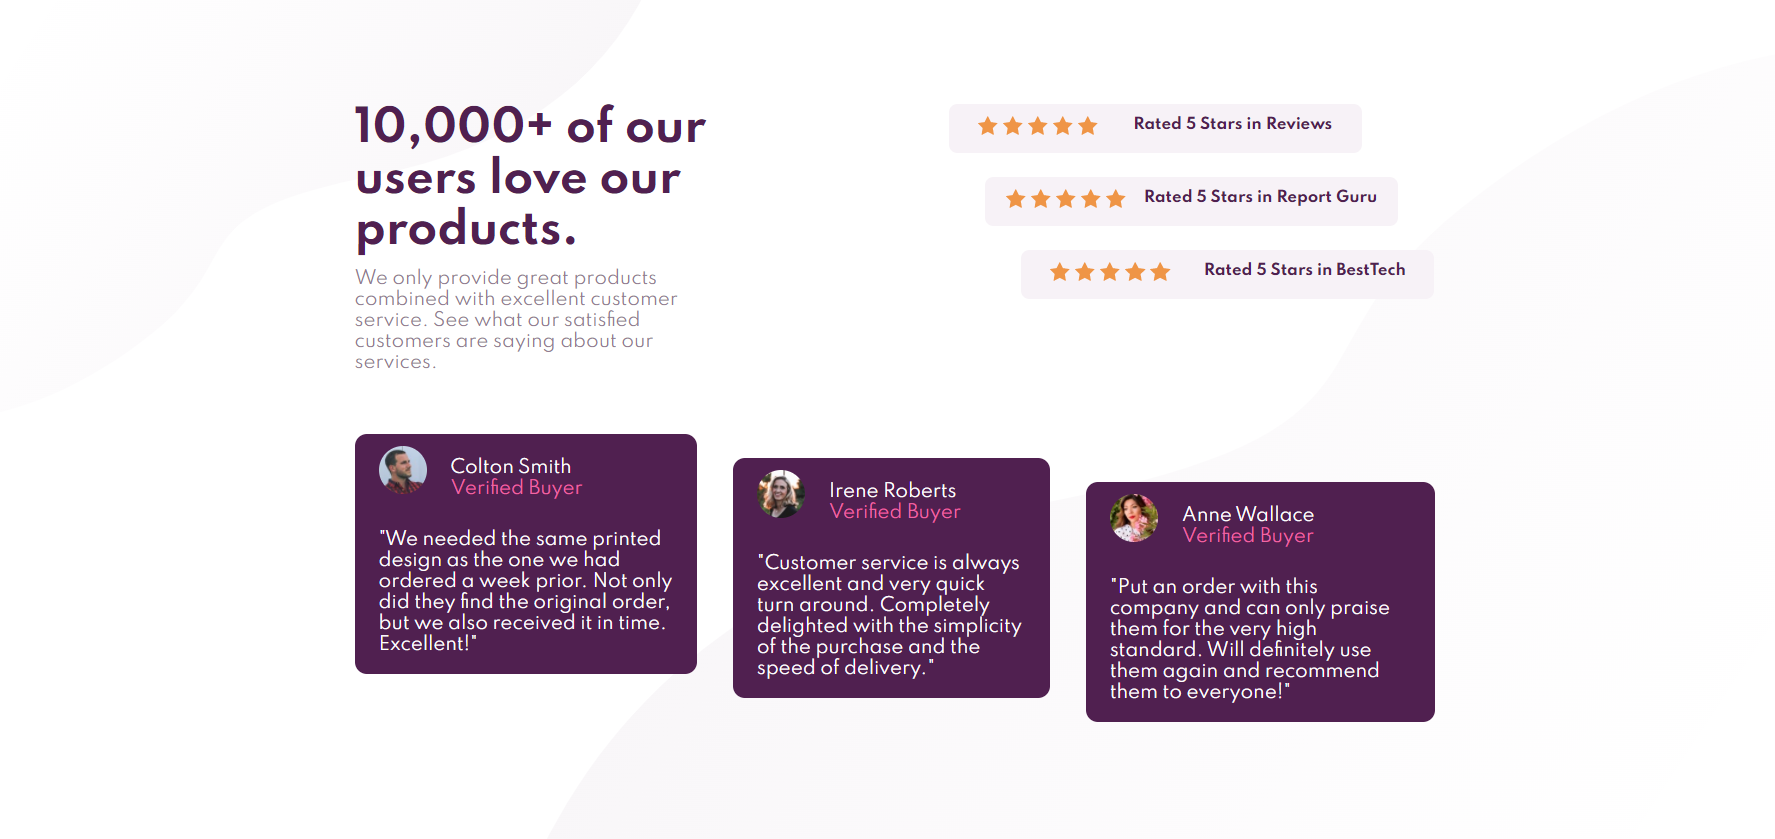 10,000+ of our
users love our
products.
We only provide great products
combined with excellent customer
service. See what our satisfied
customers are saying about our
services.
Rated 5 Stars in Reviews
Rated 5 Stars in Report Guru
Rated 5 Stars in BestTech
Colton Smith
Verified Buyer
"We needed the same printed
design as the one we had
ordered a week prior. Not only
did they find the original order,
but we also received it in time.
Excellent!"
Irene Roberts
Verified Buyer
"Customer service is always
excellent and very quick
turn around. Completely
delighted with the simplicity
of the purchase and the
speed of delivery."
Anne Wallace
Verified Buyer
"Put an order with this
company and can only praise
them for the very high
standard. Will definitely use
them again and recommend
them to everyone!"